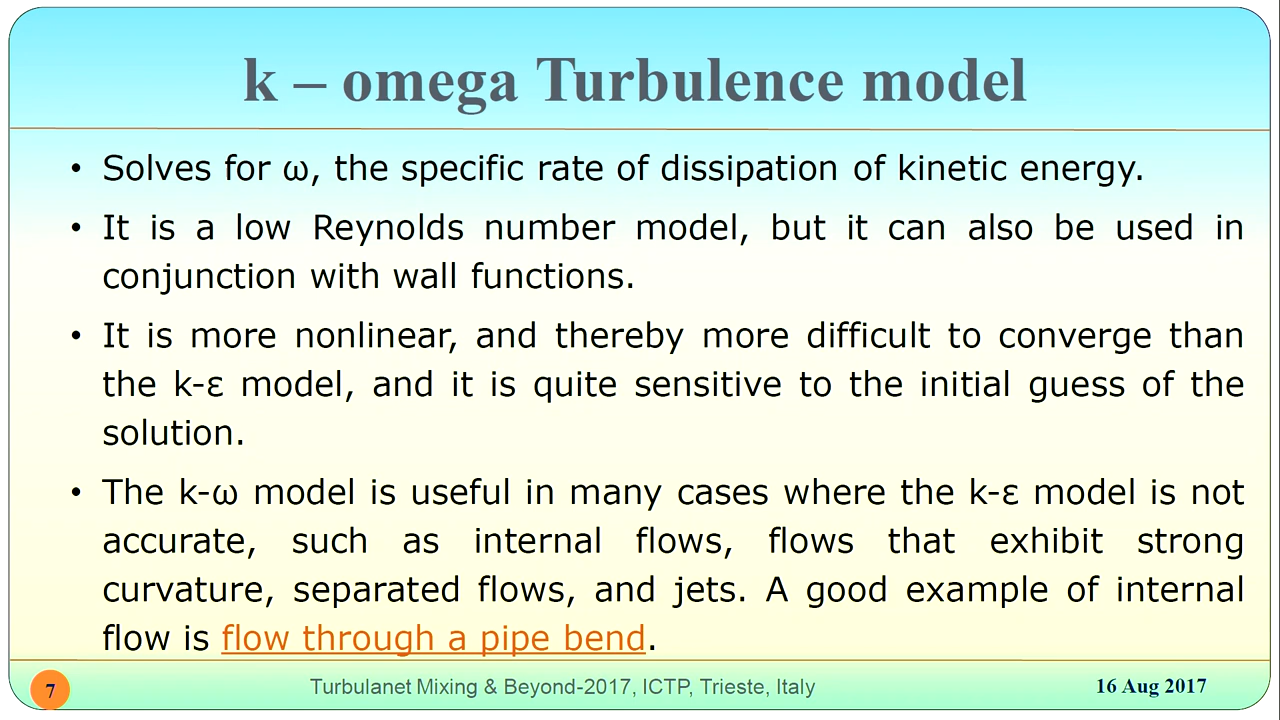 k – omega Turbulence model
• Solves for ω, the specific rate of dissipation of kinetic energy.
• It is a low Reynolds number model, but it can also be used in
conjunction with wall functions.
• It is more nonlinear, and thereby more difficult to converge than
the k-ε model, and it is quite sensitive to the initial guess of the
solution.
• The k-ω model is useful in many cases where the k-ε model is not
accurate, such as internal flows, flows that exhibit strong
curvature, separated flows, and jets. A good example of internal
flow is flow through a pipe bend.
7
Turbulanet Mixing & Beyond-2017, ICTP, Trieste, Italy
16 Aug 2017